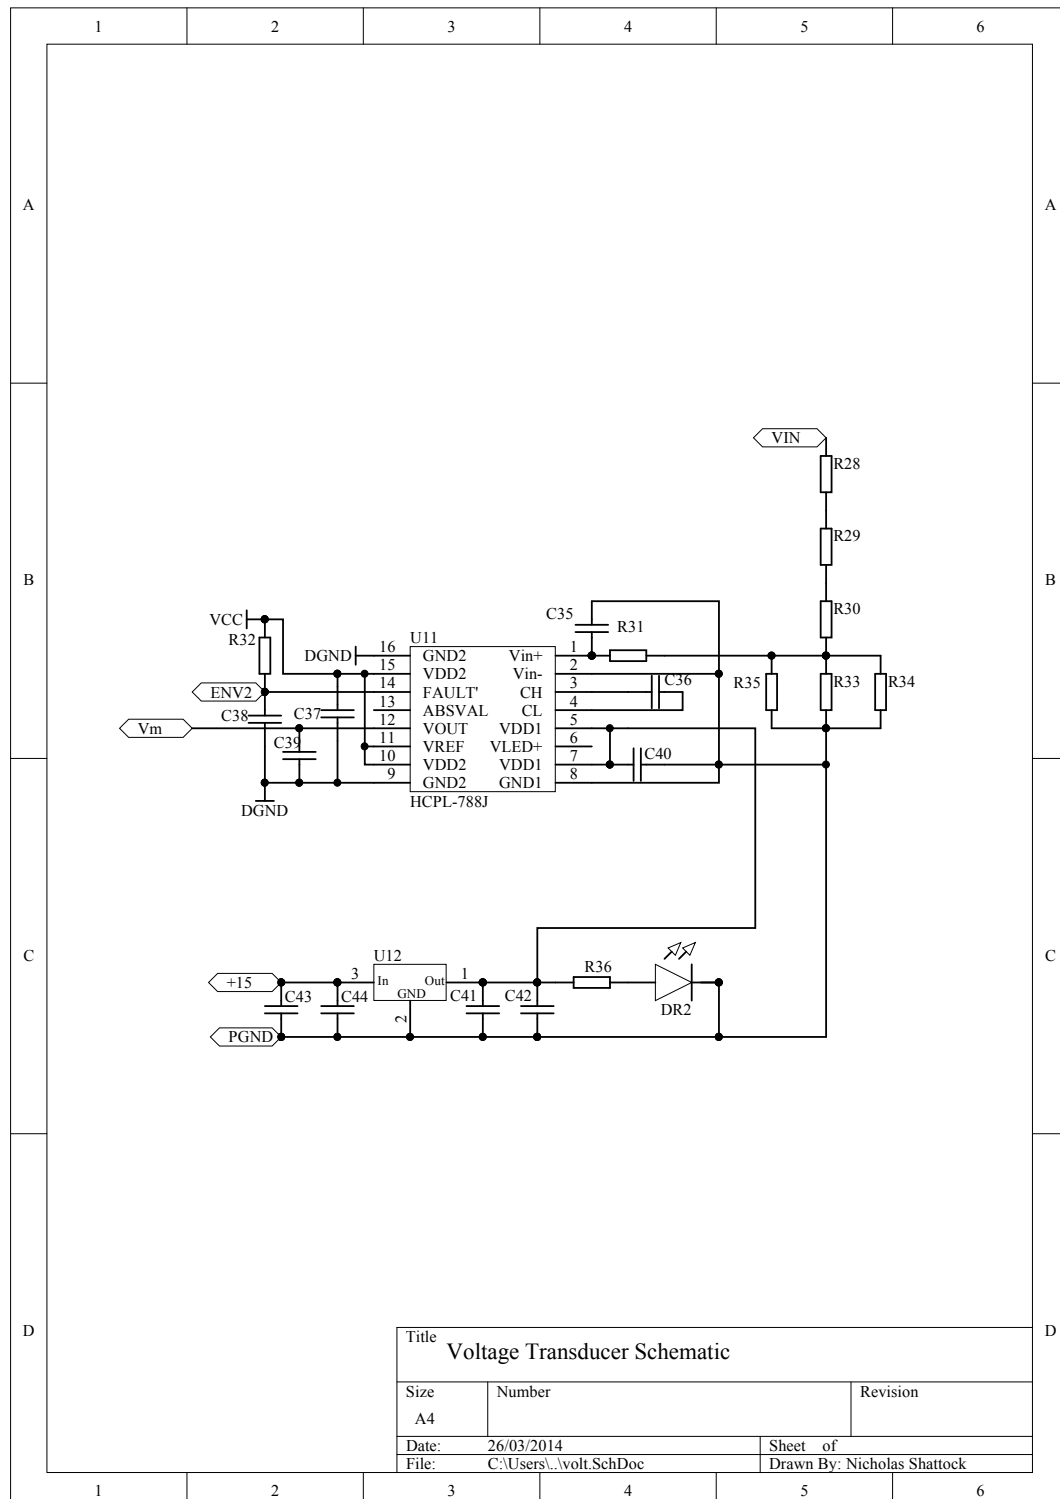 1 2 3 4 5 6
A A
VIN
R28
R29
B B
R30
C35
R31
VCC
R32
U11
DGND
16 GND2 Vin+ 1
15 VDD2 Vin- 2
14 FAULT' CH 3
13 ABSVAL CL 4
12 VOUT VDD1 5
11 VREF VLED+ 6
10 VDD2 VDD1 7
9 GND2 GND1 8
HCPL-788J
C36
R35 R33 R34
ENV2
C38 C37
Vm
C39
C40
DGND
C C
U12
+15
3 In Out 1
GND
2
C43 C44 C41 C42
R36
DR2
PGND
D D
Title Voltage Transducer Schematic
Size Number Revision
A4
Date: 26/03/2014 Sheet of
File: C:\Users\..\volt.SchDoc Drawn By: Nicholas Shattock
1 2 3 4 5 6